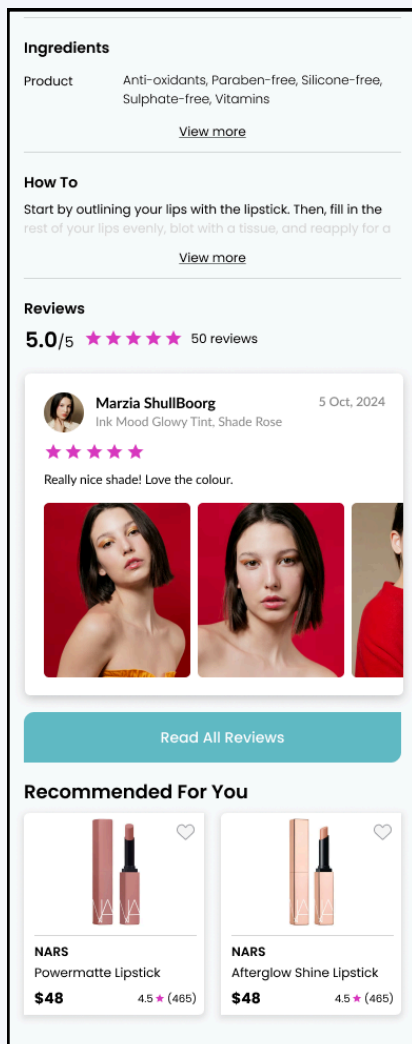 Ingredients
Product
Anti-oxidants, Paraben-free, Silicone-free,
Sulphate-free, Vitamins
View more
How To
Start by outlining your lips with the lipstick. Then, fill in the
rest of your lips evenly, blot with a tissue, and reapply for a
View more
Reviews
5.0/5 50 reviews
Marzia ShullBoorg 5 Oct, 2024
Ink Mood Glowy Tint, Shade Rose
Really nice shade! Love the colour.
Read All Reviews
Recommended For You
NARS
Powermatte Lipstick
$48 4.5 ★ (465)
NARS
Afterglow Shine Lipstick
$48 4.5 ★ (465)